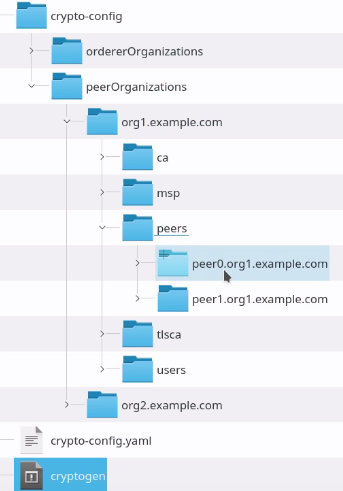 crypto-config
ordererOrganizations
peerOrganizations
org1.example.com
ca
msp
peers
peer0.org1.example.com
peer1.org1.example.com
tlsca
users
org2.example.com
crypto-config.yaml
cryptogen